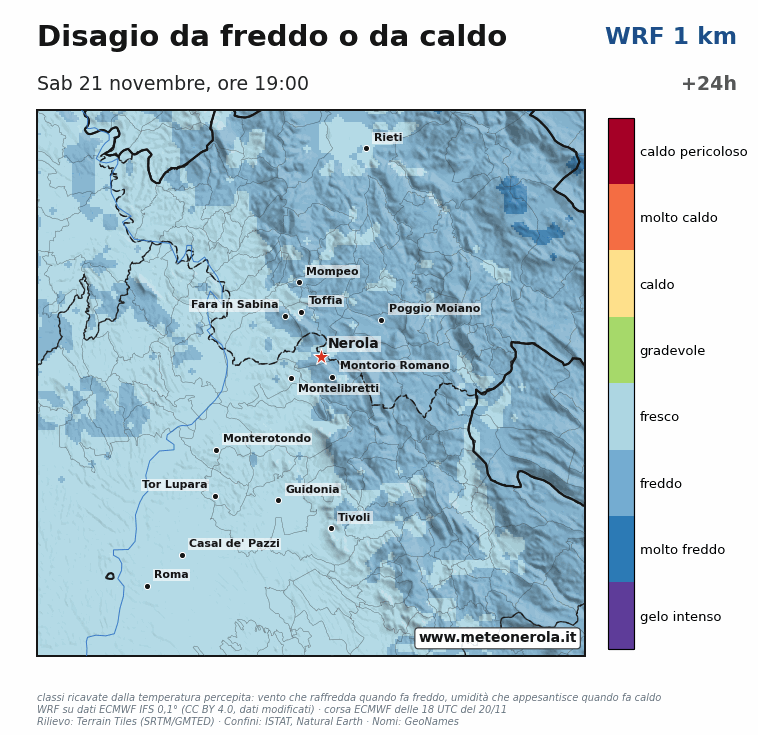 Disagio da freddo o da caldo
WRF 1 km
Sab 21 novembre, ore 19:00
+24h
Rieti
Mompeo
Fara in Sabina
Toffia
Poggio Moiano
Nerola
Montorio Romano
Montelibretti
Monterotondo
Tor Lupara
Guidonia
Tivoli
Casal de' Pazzi
Roma
www.meteonerola.it
caldo pericoloso
molto caldo
caldo
gradevole
fresco
freddo
molto freddo
gelo intenso
classi ricavate dalla temperatura percepita: vento che raffredda quando fa freddo, umidità che appesantisce quando fa caldo
WRF su dati ECMWF IFS 0,1° (CC BY 4.0, dati modificati) · corsa ECMWF delle 18 UTC del 20/11
Rilievo: Terrain Tiles (SRTM/GMTED) · Confini: ISTAT, Natural Earth · Nomi: GeoNames